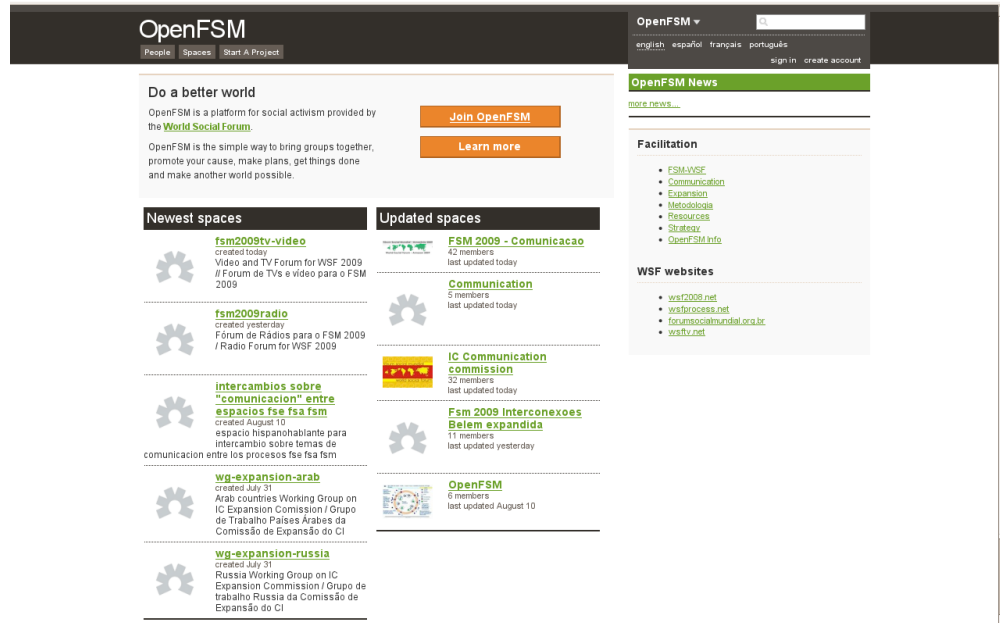 OpenFSM
People Spaces Start A Project
OpenFSM
english español français português
sign in create account
Do a better world
OpenFSM is a platform for social activism provided by
the World Social Forum.
OpenFSM is the simple way to bring groups together,
promote your cause, make plans, get things done
and make another world possible.
Join OpenFSM
Learn more
Newest spaces
fsm2009tv-video
created today
Video and TV Forum for WSF 2009
// Forum de TVs e vídeo para o FSM
2009
fsm2009radio
created yesterday
Fórum de Rádios para o FSM 2009
/ Radio Forum for WSF 2009
intercambios sobre
"comunicacion" entre
espacios fse fsa fsm
created August 10
espacio hispanohablante para
intercambio sobre temas de
comunicacion entre los procesos fse fsa fsm
wg-expansion-arab
created July 31
Arab countries Working Group on
IC Expansion Comission / Grupo
de Trabalho Países Árabes da
Comissão de Expansão do CI
wg-expansion-russia
created July 31
Russia Working Group on IC
Expansion Commission / Grupo de
trabalho Russia da Comissão de
Expansão do CI
Updated spaces
FSM 2009 - Comunicacao
42 members
last updated today
Communication
5 members
last updated today
IC Communication
commission
32 members
last updated today
Fsm 2009 Interconexoes
Belem expandida
11 members
last updated yesterday
OpenFSM
6 members
last updated August 10
OpenFSM News
more news...
Facilitation
FSM-WSF
Communication
Expansion
Metodologia
Resources
Strategy
OpenFSM Info
WSF websites
wsf2008.net
wsfprocess.net
forumsocialmundial.org.br
wsftv.net